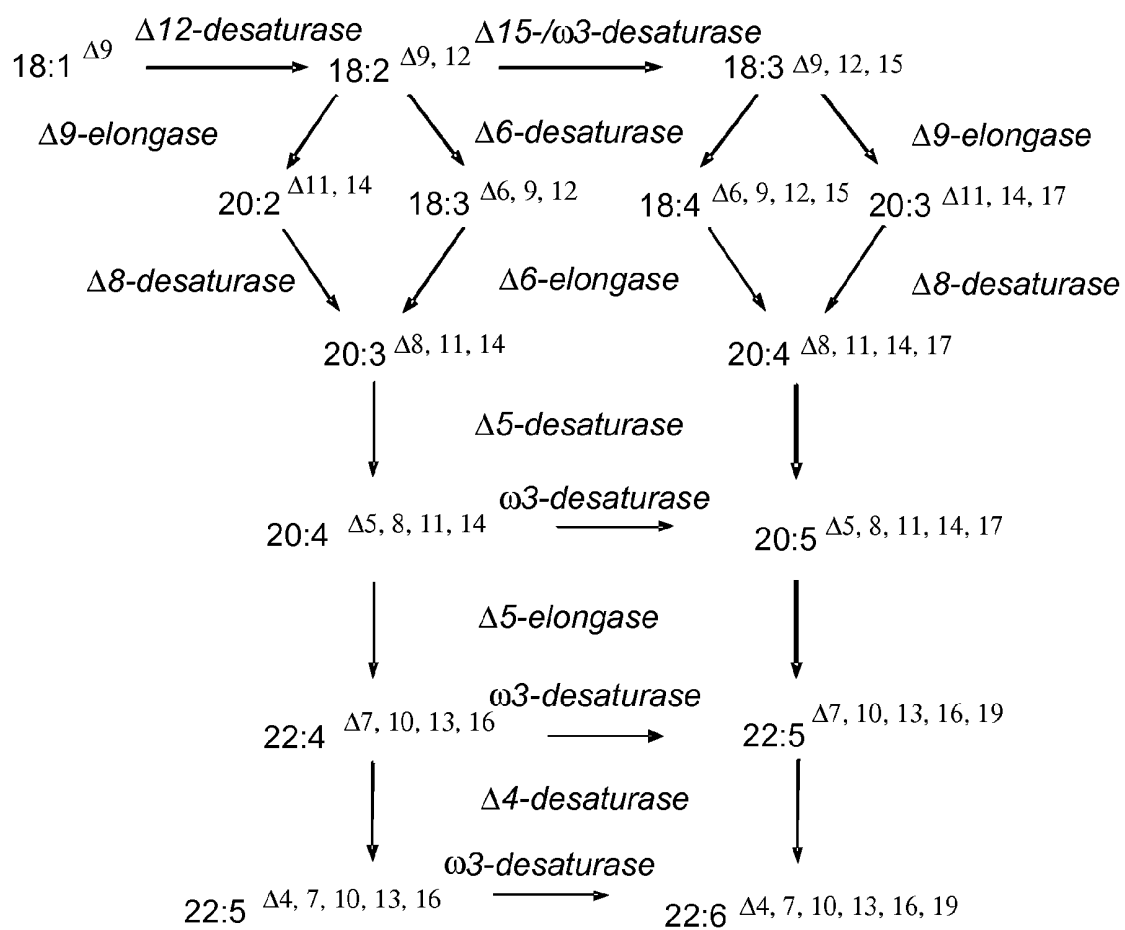 Δ12-desaturase Δ15-/ω3-desaturase
18:1 Δ9 18:2 Δ9, 12 18:3 Δ9, 12, 15
Δ9-elongase Δ6-desaturase Δ9-elongase
20:2 Δ11, 14 18:3 Δ6, 9, 12 18:4 Δ6, 9, 12, 15 20:3 Δ11, 14, 17
Δ8-desaturase Δ6-elongase Δ8-desaturase
20:3 Δ8, 11, 14 20:4 Δ8, 11, 14, 17
Δ5-desaturase
ω3-desaturase
20:4 Δ5, 8, 11, 14 20:5 Δ5, 8, 11, 14, 17
Δ5-elongase
ω3-desaturase
22:4 Δ7, 10, 13, 16 22:5 Δ7, 10, 13, 16, 19
Δ4-desaturase
ω3-desaturase
22:5 Δ4, 7, 10, 13, 16 22:6 Δ4, 7, 10, 13, 16, 19